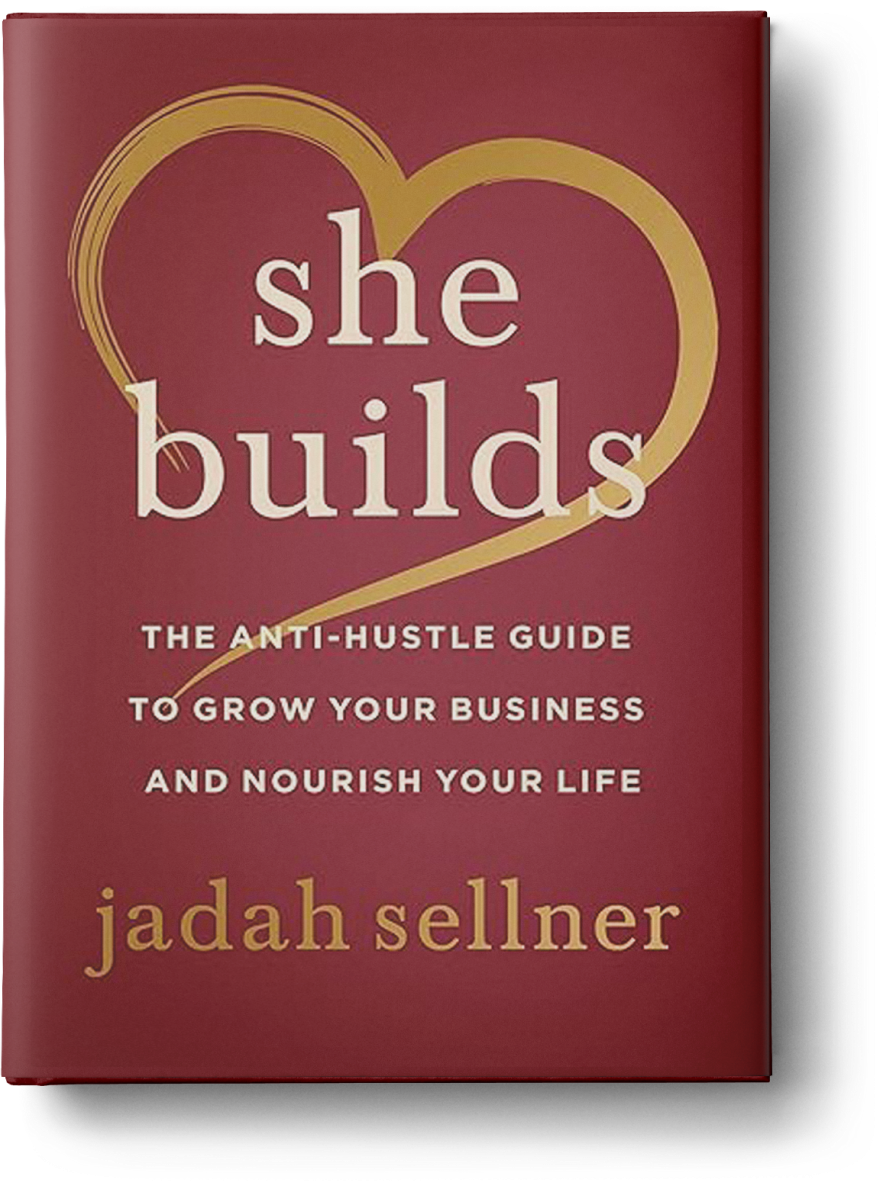 she
builds
THE ANTI-HUSTLE GUIDE
TO GROW YOUR BUSINESS
AND NOURISH YOUR LIFE
jadah sellner